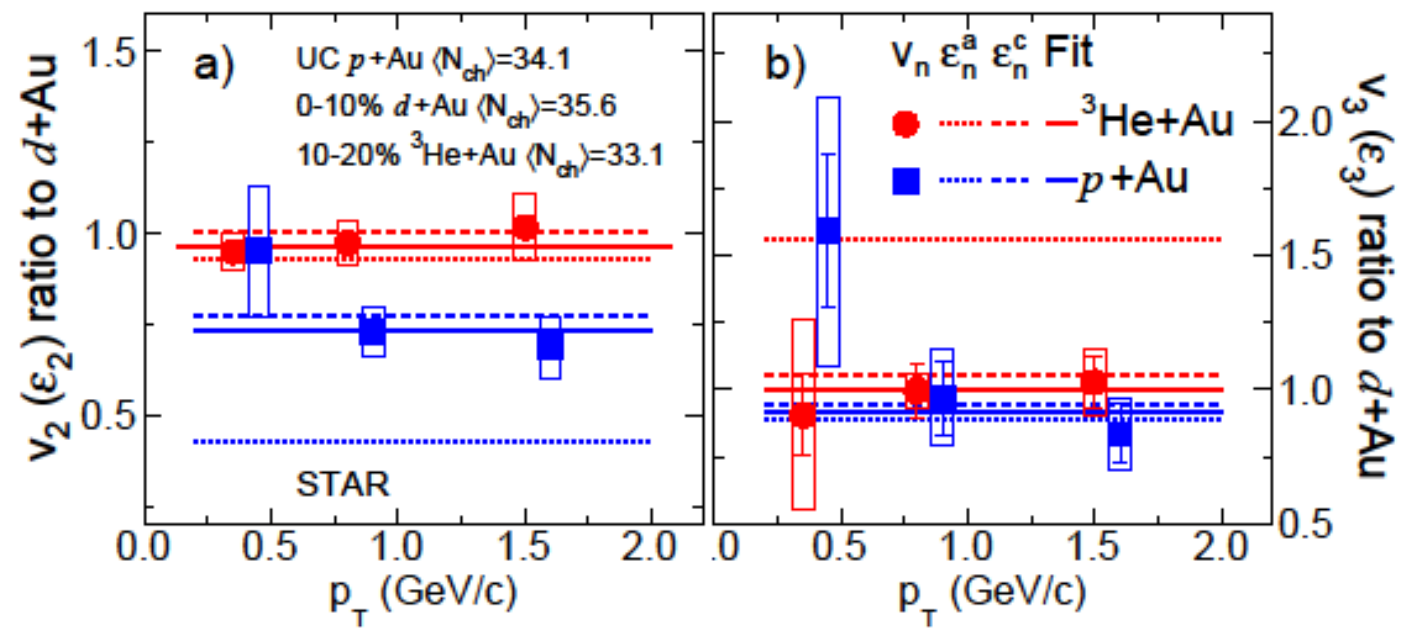 v₂ (ε₂) ratio to d+Au
1.5
1.0
0.5
a)
UC p+Au ⟨N_ch⟩=34.1
0-10% d+Au ⟨N_ch⟩=35.6
10-20% ³He+Au ⟨N_ch⟩=33.1
STAR
0.0 0.5 1.0 1.5 2.0
p_T (GeV/c)
b)
v_n ε_n^a ε_n^c Fit
³He+Au
p+Au
.0 0.5 1.0 1.5 2.0
p_T (GeV/c)
2.0
1.5
1.0
0.5
v₃ (ε₃) ratio to d+Au